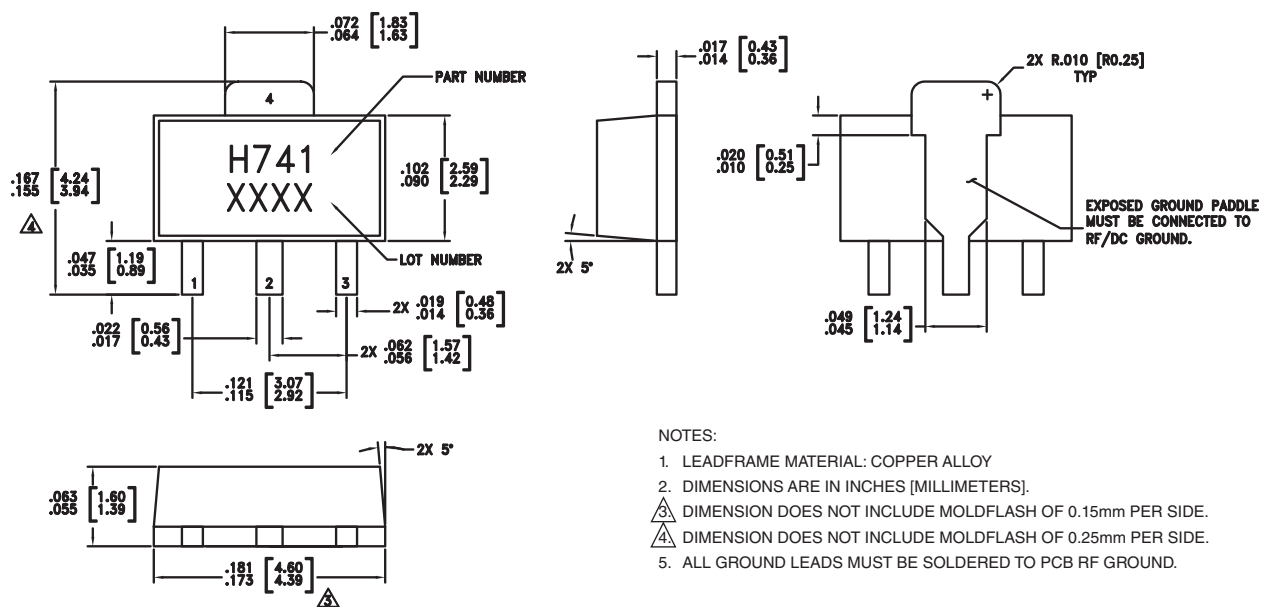 .072 [1.83]
.064 [1.63]
PART NUMBER
4
H741
XXXX
.167 [4.24]
.155 [3.94]
4
.102 [2.59]
.090 [2.29]
.047 [1.19]
.035 [0.89]
LOT NUMBER
1
2
3
2X .019 [0.48]
.014 [0.36]
.022 [0.56]
.017 [0.43]
2X .062 [1.57]
.056 [1.42]
.121 [3.07]
.115 [2.92]
.017 [0.43]
.014 [0.36]
2X 5°
2X R.010 [R0.25]
TYP
+
.020 [0.51]
.010 [0.25]
EXPOSED GROUND PADDLE
MUST BE CONNECTED TO
RF/DC GROUND.
.049 [1.24]
.045 [1.14]
2X 5°
.063 [1.60]
.055 [1.39]
.181 [4.60]
.173 [4.39]
3
NOTES:
1. LEADFRAME MATERIAL: COPPER ALLOY
2. DIMENSIONS ARE IN INCHES [MILLIMETERS].
3. DIMENSION DOES NOT INCLUDE MOLDFLASH OF 0.15mm PER SIDE.
4. DIMENSION DOES NOT INCLUDE MOLDFLASH OF 0.25mm PER SIDE.
5. ALL GROUND LEADS MUST BE SOLDERED TO PCB RF GROUND.